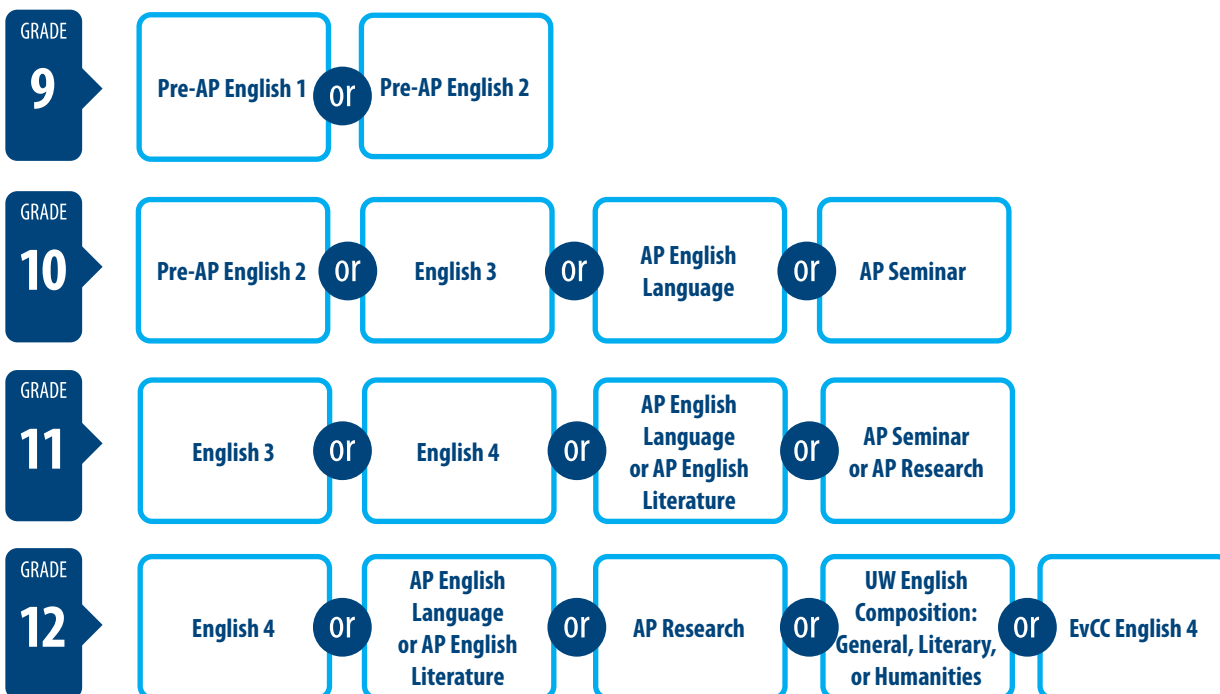 GRADE
9
Pre-AP English 1
or
Pre-AP English 2
GRADE
10
Pre-AP English 2
or
English 3
or
AP English
Language
or
AP Seminar
GRADE
11
English 3
or
English 4
or
AP English
Language
or AP English
Literature
or
AP Seminar
or AP Research
GRADE
12
English 4
or
AP English
Language
or AP English
Literature
or
AP Research
or
UW English
Composition:
General, Literary,
or Humanities
or
EvCC English 4